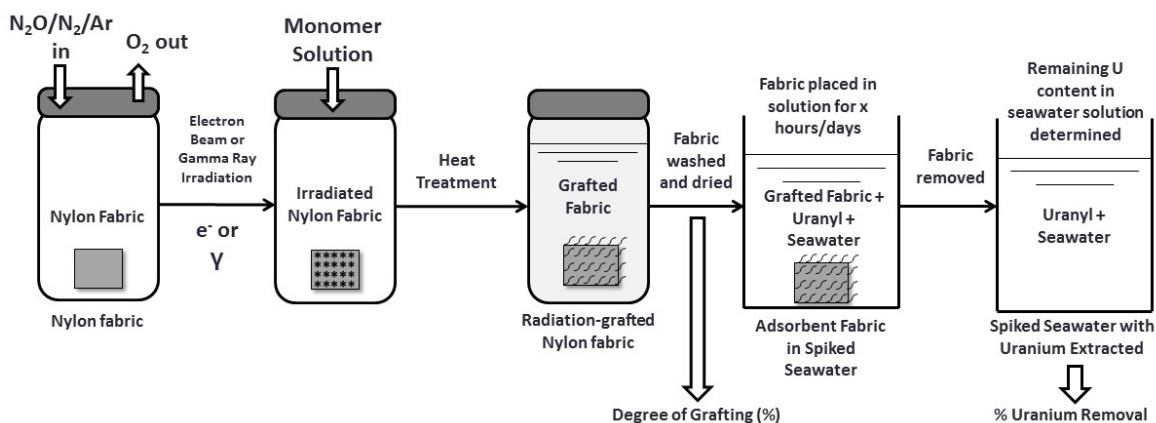 N₂O/N₂/Ar
in
O₂ out
Nylon Fabric
Nylon fabric
Electron
Beam or
Gamma Ray
Irradiation
e⁻ or
γ
Monomer
Solution
Irradiated
Nylon Fabric
Heat
Treatment
Grafted
Fabric
Radiation-grafted
Nylon fabric
Fabric
washed
and dried
Degree of Grafting (%)
Fabric placed in
solution for x
hours/days
Grafted Fabric +
Uranyl +
Seawater
Adsorbent Fabric
in Spiked
Seawater
Fabric
removed
Remaining U
content in
seawater solution
determined
Uranyl +
Seawater
Spiked Seawater with
Uranium Extracted
% Uranium Removal